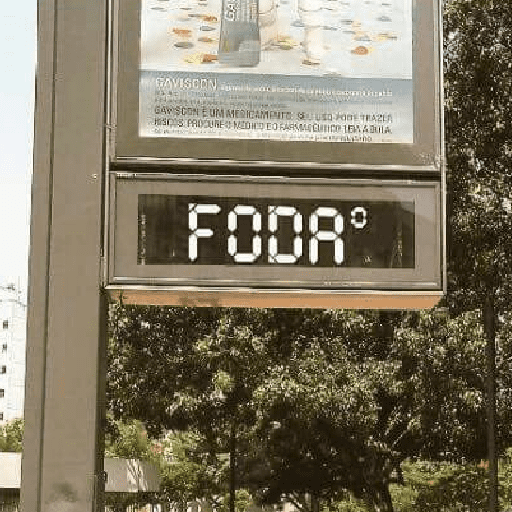 GAVISCON
GAVISCON É UM MEDICAMENTO. SEU USO PODE TRAZER
RISCOS. PROCURE O MÉDICO E O FARMACÊUTICO. LEIA A BULA.
FODA°